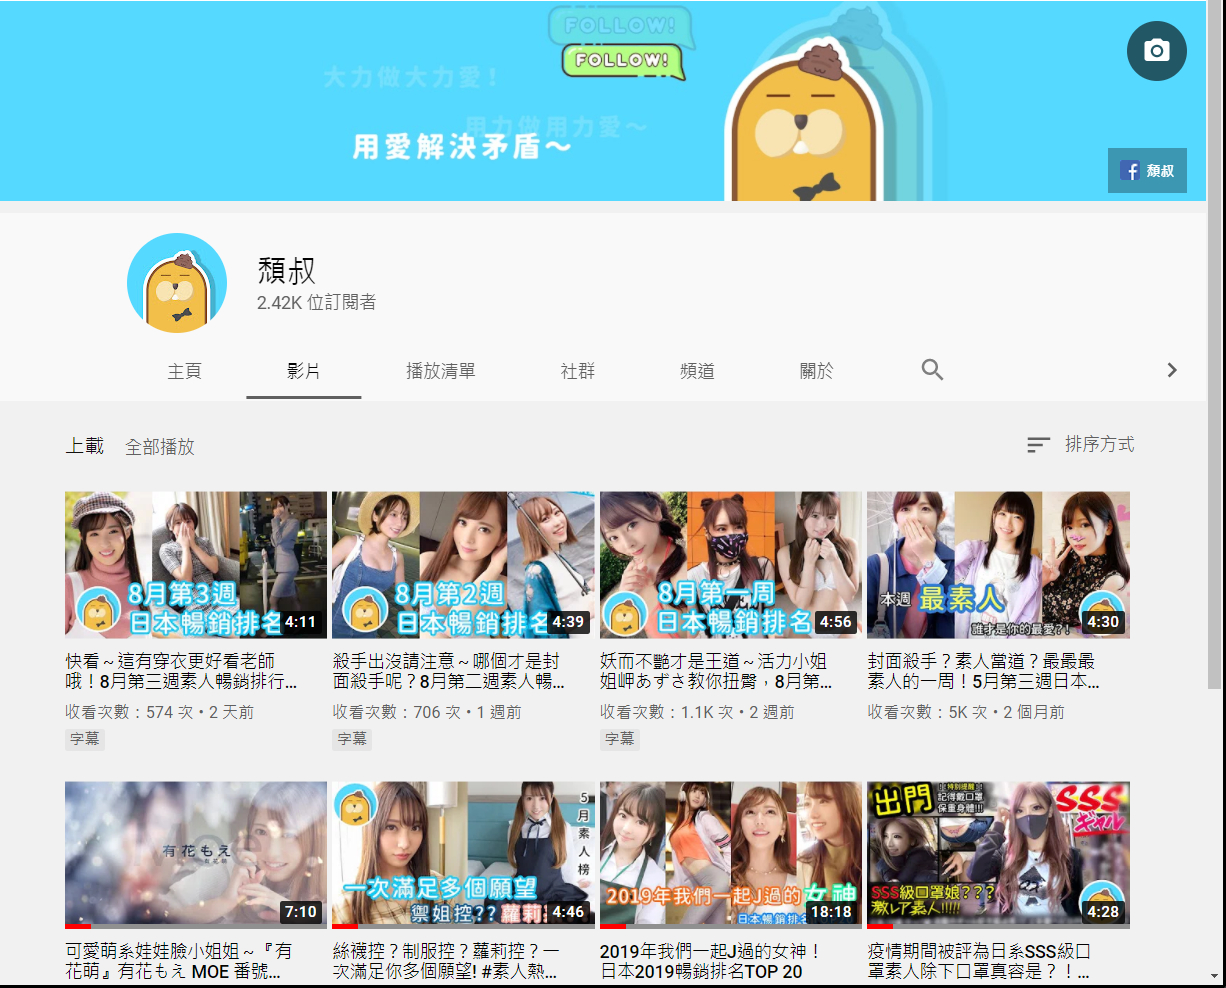 FOLLOW!
FOLLOW!
大力做大力愛！
用力做用力愛～
用愛解決矛盾～
頹叔
頹叔
2.42K 位訂閱者
主頁
影片
播放清單
社群
頻道
關於
上載
全部播放
排序方式
8月第3週
日本暢銷排名
4:11
8月第2週
日本暢銷排名
4:39
8月第一周
日本暢銷排名
4:56
本週 最素人
誰才是你的最愛?!
4:30
快看～這有穿衣更好看老師
哦！8月第三週素人暢銷排行...
收看次數：574 次 • 2 天前
字幕
殺手出沒請注意～哪個才是封
面殺手呢？8月第二週素人暢...
收看次數：706 次 • 1 週前
字幕
妖而不艷才是王道～活力小姐
姐岬あずさ教你扭臀，8月第...
收看次數：1.1K 次 • 2 週前
字幕
封面殺手？素人當道？最最最
素人的一周！5月第三週日本...
收看次數：5K 次 • 2 個月前
有花もえ
7:10
5月素人榜
一次滿足多個願望
禦姐控?? 蘿莉
4:46
2019年我們一起J過的女神
日本暢銷排名
18:18
出門
特別提醒
記得戴口罩
保重身體!!!
SSS
ギャル
SSS級口罩娘???
激レア素人!!!!!
4:28
可愛萌系娃娃臉小姐姐～『有
花萌』有花もえ MOE 番號...
絲襪控？制服控？蘿莉控？一
次滿足你多個願望! #素人熱...
2019年我們一起J過的女神！
日本2019暢銷排名TOP 20
疫情期間被評為日系SSS級口
罩素人除下口罩真容是？！...